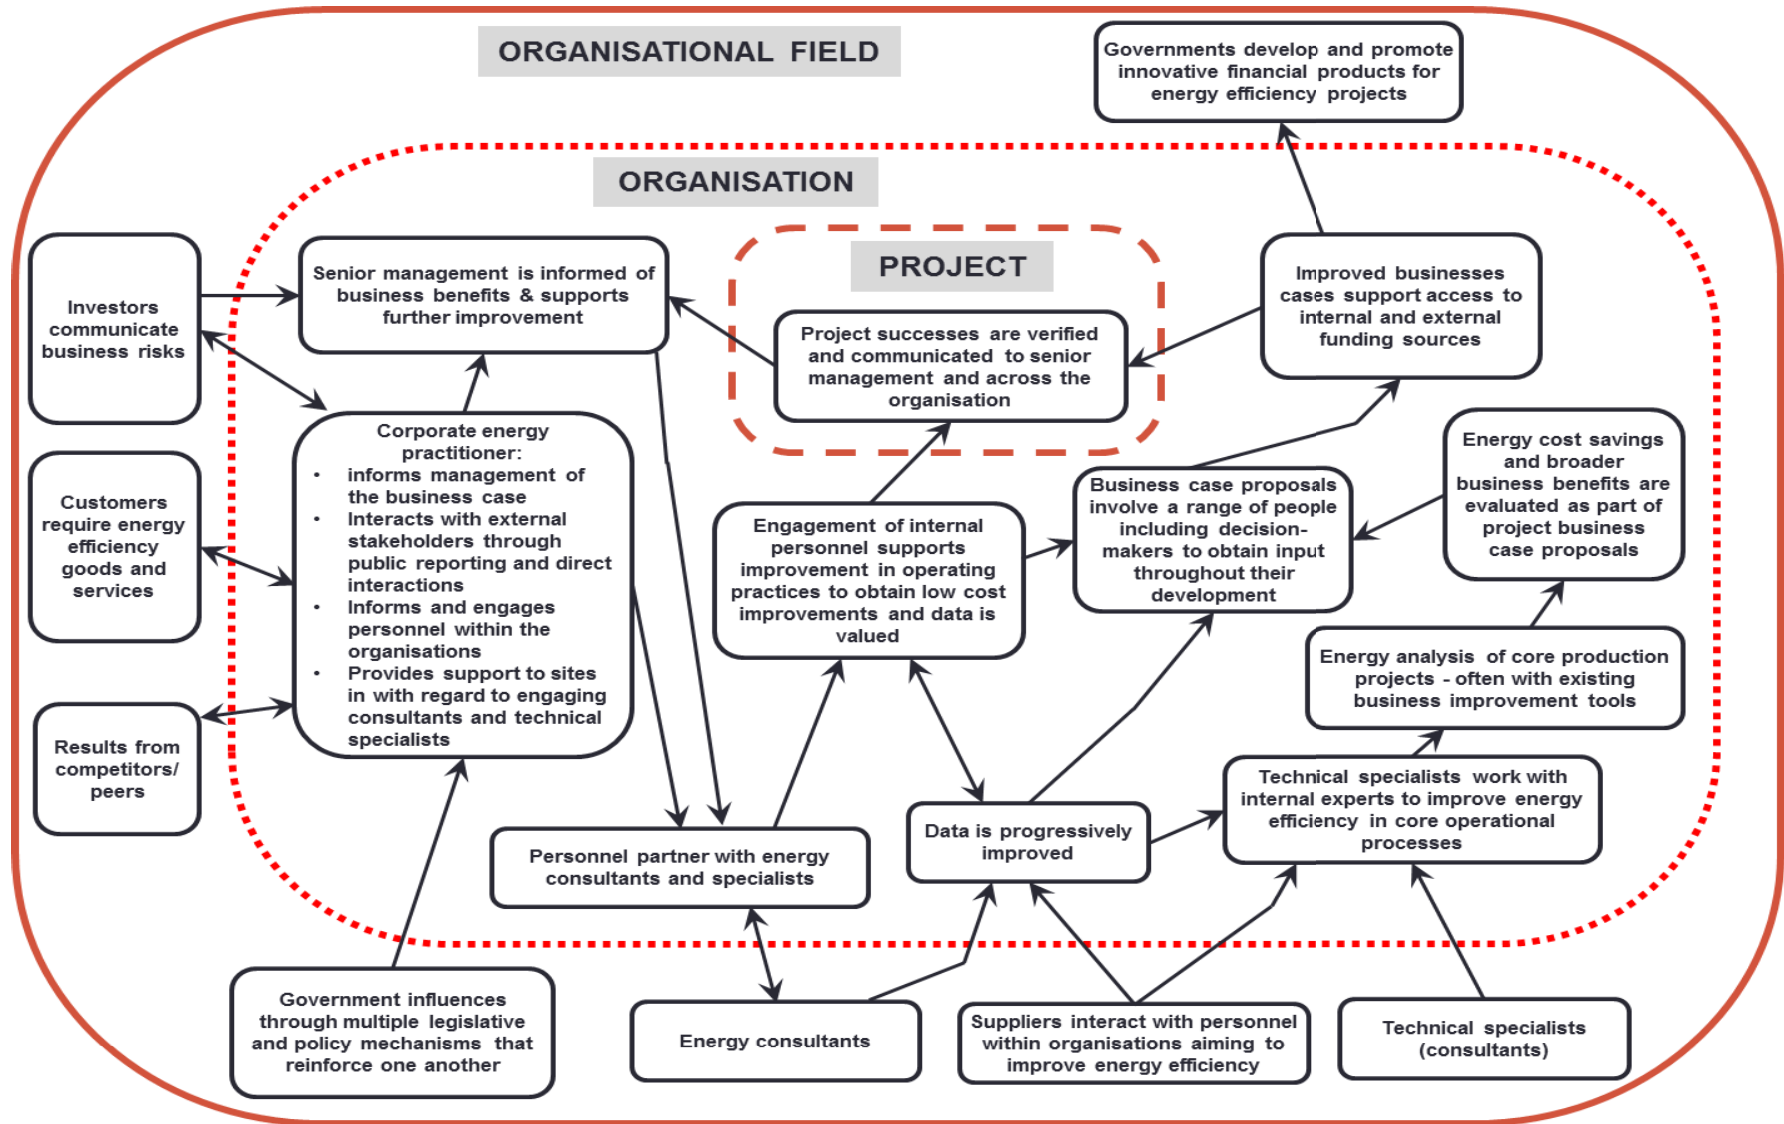 ORGANISATIONAL FIELD
Governments develop and promote
innovative financial products for
energy efficiency projects
ORGANISATION
PROJECT
Investors
communicate
business risks
Senior management is informed of
business benefits & supports
further improvement
Project successes are verified
and communicated to senior
management and across the
organisation
Improved businesses
cases support access to
internal and external
funding sources
Customers
require energy
efficiency
goods and
services
Corporate energy
practitioner:
• informs management of
the business case
• Interacts with external
stakeholders through
public reporting and direct
interactions
• Informs and engages
personnel within the
organisations
• Provides support to sites
in with regard to engaging
consultants and technical
specialists
Engagement of internal
personnel supports
improvement in operating
practices to obtain low cost
improvements and data is
valued
Business case proposals
involve a range of people
including decision-
makers to obtain input
throughout their
development
Energy cost savings
and broader
business benefits are
evaluated as part of
project business
case proposals
Energy analysis of core production
projects - often with existing
business improvement tools
Results from
competitors/
peers
Personnel partner with energy
consultants and specialists
Data is progressively
improved
Technical specialists work with
internal experts to improve energy
efficiency in core operational
processes
Government influences
through multiple legislative
and policy mechanisms that
reinforce one another
Energy consultants
Suppliers interact with personnel
within organisations aiming to
improve energy efficiency
Technical specialists
(consultants)